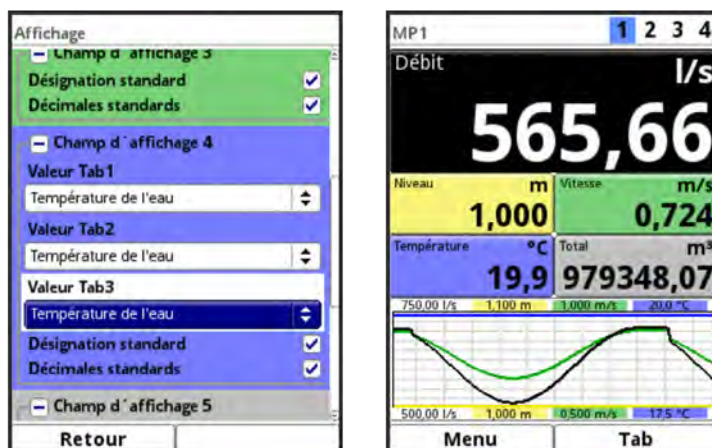 Affichage
Champ d´affichage 3
Désignation standard
Décimales standards
Champ d´affichage 4
Valeur Tab1
Température de l'eau
Valeur Tab2
Température de l'eau
Valeur Tab3
Température de l'eau
Désignation standard
Décimales standards
Champ d´affichage 5
Retour
MP1 1 2 3 4
Débit l/s
565,66
Niveau m Vitesse m/s
1,000 0,724
Température °C Total m³
19,9 979348,07
750,00 l/s 1,100 m 1,000 m/s 20,0 °C
500,00 l/s 1,000 m 0,500 m/s 17,5 °C
Menu Tab